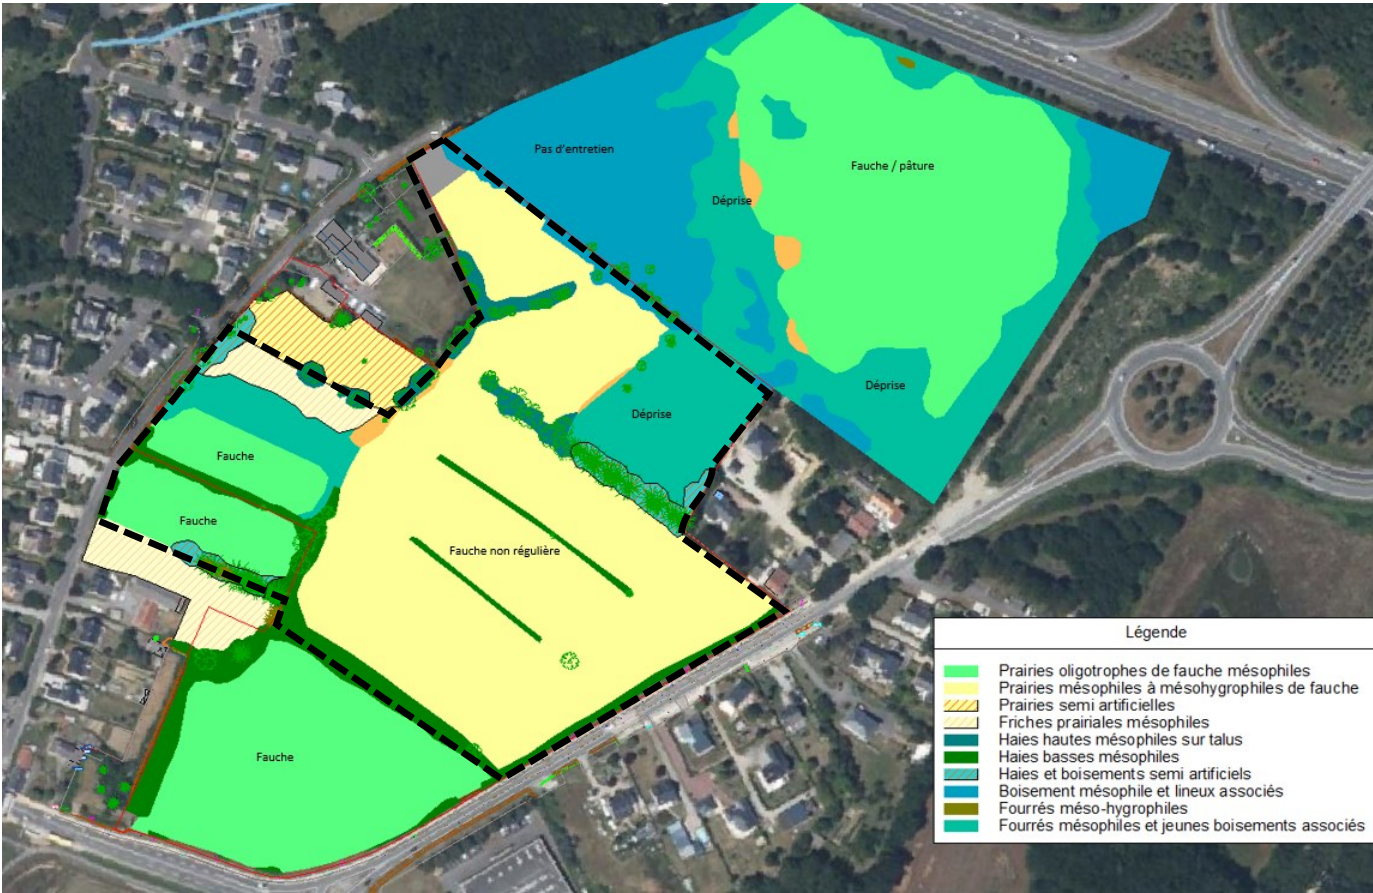 Pas d'entretien
Fauche / pâture
Déprise
Déprise
Déprise
Fauche
Fauche
Fauche non régulière
Fauche
Légende
Prairies oligotrophes de fauche mésophiles
Prairies mésophiles à mésohygrophiles de fauche
Prairies semi artificielles
Friches prairiales mésophiles
Haies hautes mésophiles sur talus
Haies basses mésophiles
Haies et boisements semi artificiels
Boisement mésophile et lineux associés
Fourrés méso-hygrophiles
Fourrés mésophiles et jeunes boisements associés